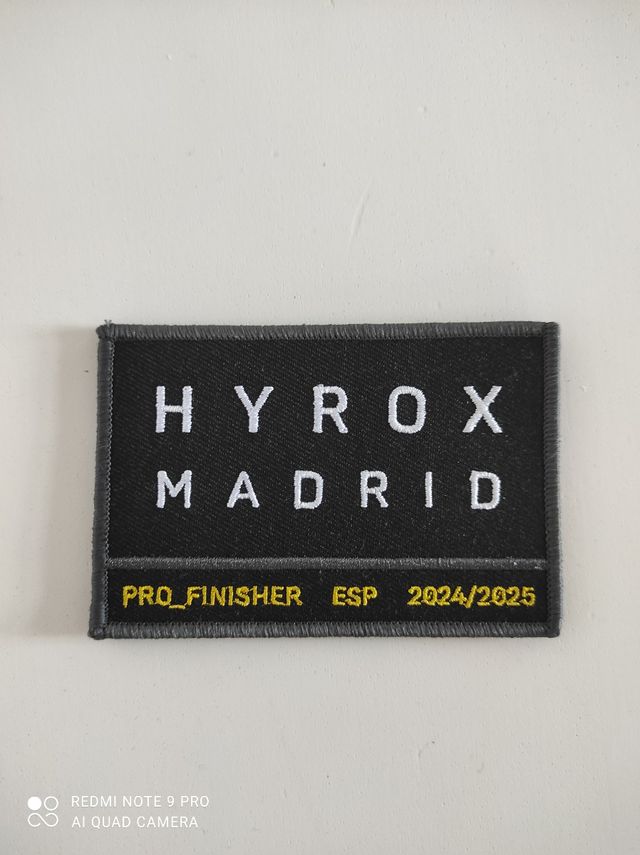 HYROX
MADRID
PRO_FINISHER ESP 2024/2025
REDMI NOTE 9 PRO
AI QUAD CAMERA